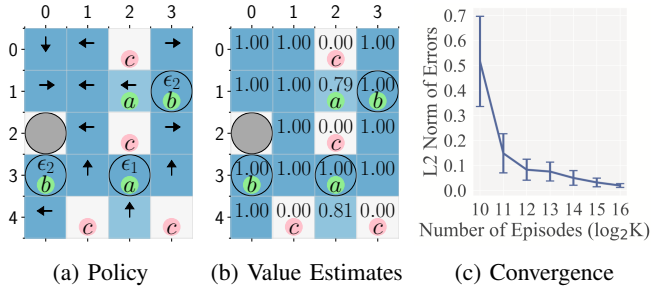 0 1 2 3
0 ↓ ← →
c
1 → ← ← ϵ₂
a b
2 ← →
c
3 ϵ₂ ↑ ϵ₁ ↑
b a
4 ← ↑
c c
(a) Policy
0 1 2 3
0 1.00 1.00 0.00 1.00
c
1 1.00 1.00 0.79 1.00
a b
2 1.00 0.00 1.00
c
3 1.00 1.00 1.00 1.00
b a
4 1.00 0.00 0.81 0.00
c c
(b) Value Estimates
L2 Norm of Errors
0.7
0.6
0.5
0.4
0.3
0.2
0.1
0.0
10 11 12 13 14 15 16
Number of Episodes (log₂K)
(c) Convergence